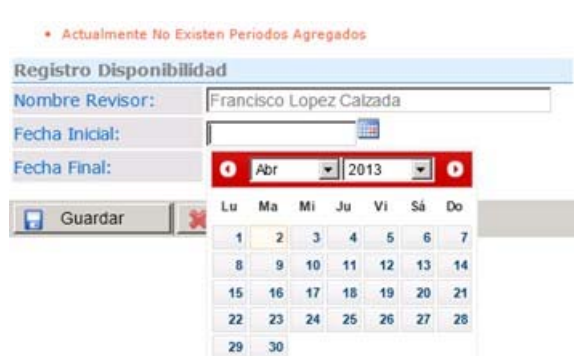 • Actualmente No Existen Periodos Agregados
Registro Disponibilidad
Nombre Revisor: Francisco Lopez Calzada
Fecha Inicial:
Fecha Final:
Abr 2013
Lu Ma Mi Ju Vi Sá Do
1 2 3 4 5 6 7
8 9 10 11 12 13 14
15 16 17 18 19 20 21
22 23 24 25 26 27 28
29 30
Guardar